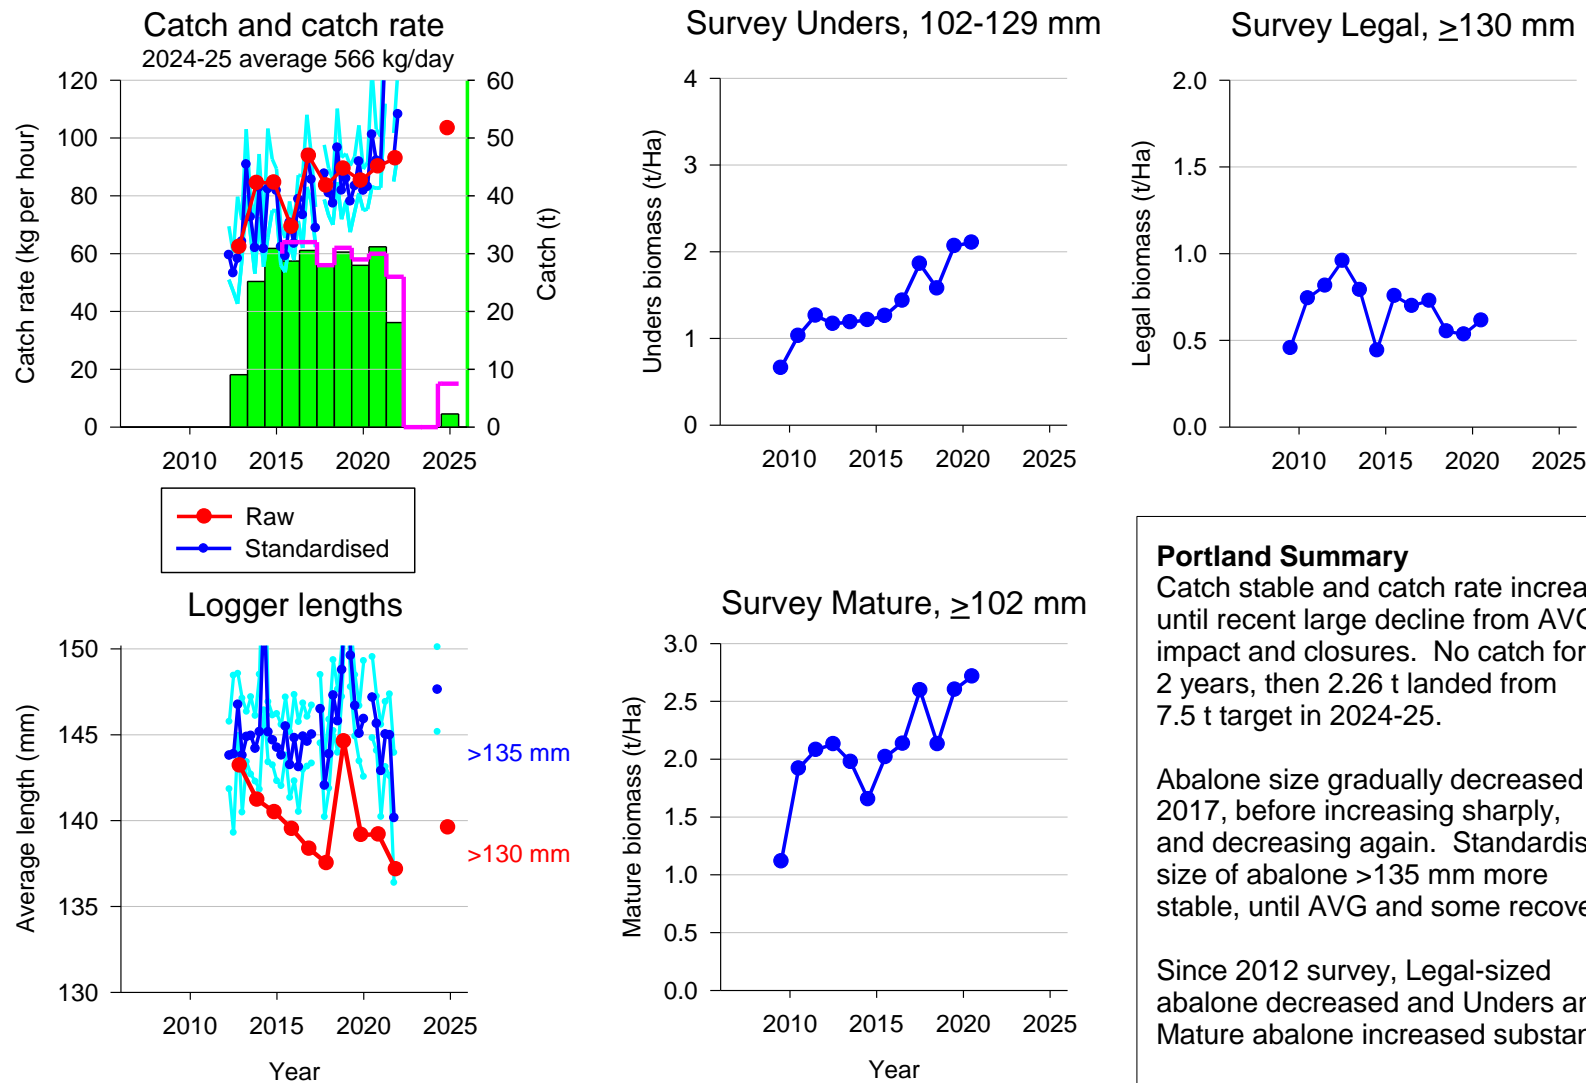 Catch and catch rate
2024-25 average 566 kg/day
120
100
80
60
40
20
0
Catch rate (kg per hour)
60
50
40
30
20
10
0
Catch (t)
2010
2015
2020
2025
Raw
Standardised
Survey Unders, 102-129 mm
4
3
2
1
0
Unders biomass (t/Ha)
2010
2015
2020
2025
Survey Legal, ≥130 mm
2.0
1.5
1.0
0.5
0.0
Legal biomass (t/Ha)
2010
2015
2020
2025
Logger lengths
150
145
140
135
130
Average length (mm)
>135 mm
>130 mm
2010
2015
2020
2025
Year
Survey Mature, ≥102 mm
3.0
2.5
2.0
1.5
1.0
0.5
0.0
Mature biomass (t/Ha)
2010
2015
2020
2025
Year
Portland Summary
Catch stable and catch rate increa
until recent large decline from AVG
impact and closures. No catch for
2 years, then 2.26 t landed from
7.5 t target in 2024-25.
Abalone size gradually decreased
2017, before increasing sharply,
and decreasing again. Standardis
size of abalone >135 mm more
stable, until AVG and some recove
Since 2012 survey, Legal-sized
abalone decreased and Unders an
Mature abalone increased substan